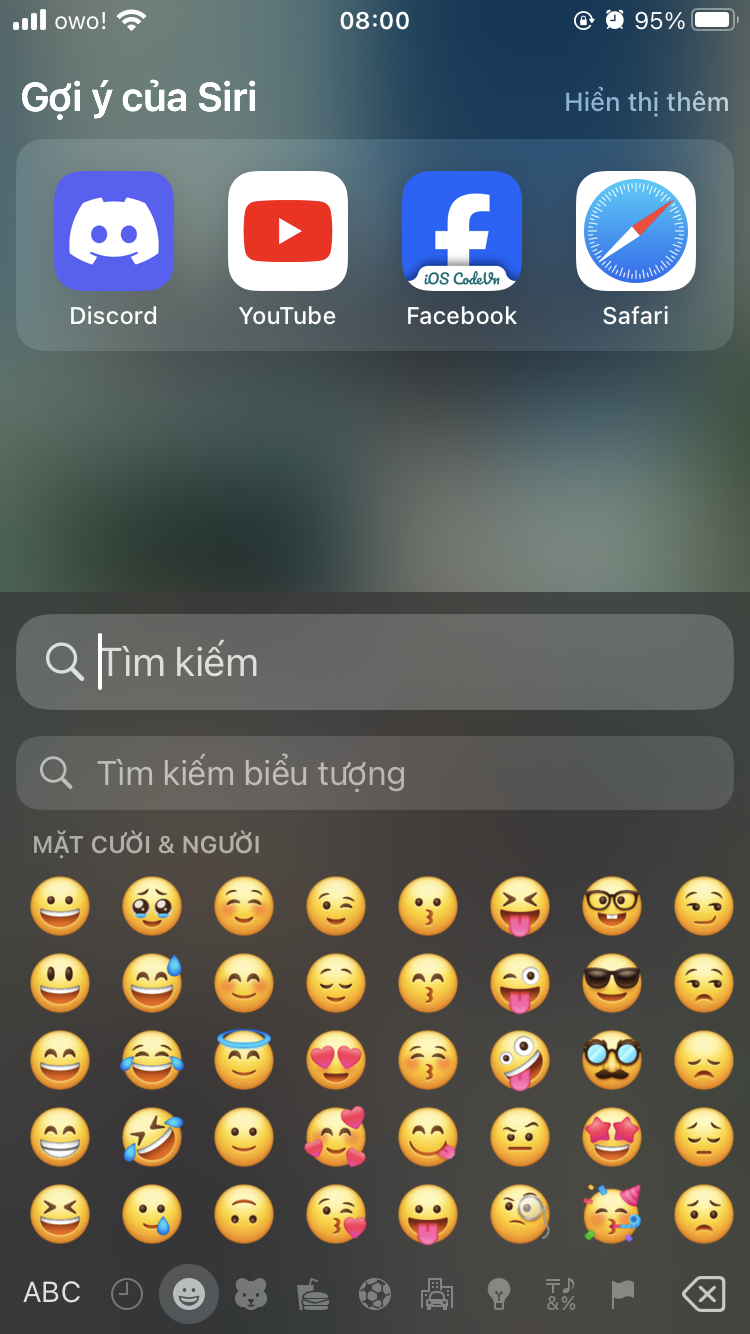 owo!
08:00
95%
Gợi ý của Siri
Hiển thị thêm
iOS CodeVn
Discord
YouTube
Facebook
Safari
Tìm kiếm
Tìm kiếm biểu tượng
MẶT CƯỜI & NGƯỜI
ABC
&%